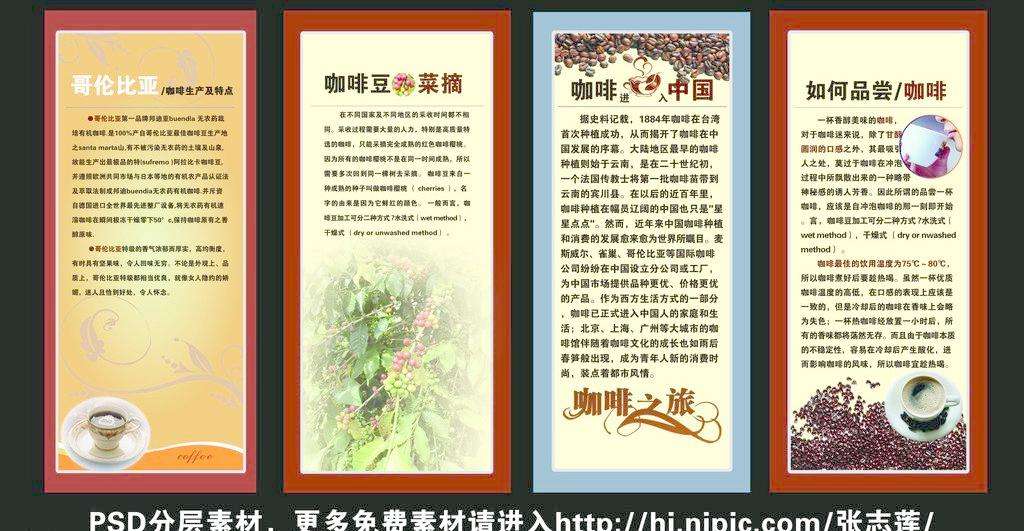 哥伦比亚/咖啡生产及特点
●哥伦比亚第一品牌邦迪亚buendia 无农药栽
培有机咖啡.是100%产自哥伦比亚最佳咖啡豆生产地
之santa marta山,有不被污染无农药的土壤及山泉,
故能生产出最极品的特(sufremo )阿拉比卡咖啡豆,
并遵照欧洲共同市场与日本等地的有机农产品认证法
及萃取法制成邦迪buendia无农药有机咖啡.并斥资
自德国进口全世界最先进整厂设备,将无农药有机速
溶咖啡在瞬间极冻干燥零下50° c,保持咖啡原有之香
醇原味.
●哥伦比亚特级的香气浓郁而厚实，高均衡度，
有时具有坚果味，令人回味无穷。不论是外观上、品
质上，哥伦比亚特级都相当优良，就像女人隐约的娇
媚，迷人且恰到好处，令人怀念。
coffee
咖啡豆菜摘
在不同国家及不同地区的采收时间都不相
同。采收过程需要大量的人力，特别是高质量特
选的咖啡，只能采摘完全成熟的红色咖啡樱桃，
因为所有的咖啡樱桃不是在同一时间成熟，所以
需要多次回到同一棵树去采摘。 咖啡豆来自一
种成熟的种子叫做咖啡樱桃（ cherries ），名
字的由来是因为它鲜红的颜色。 一般而言，咖
啡豆加工可分二种方式 ?水洗式 ( wet method )，
干燥式 （ dry or unwashed method ） 。
咖啡进入中国
据史料记载，1884年咖啡在台湾
首次种植成功，从而揭开了咖啡在中
国发展的序幕。大陆地区最早的咖啡
种植则始于云南，是在二十世纪初，
一个法国传教士将第一批咖啡苗带到
云南的宾川县。在以后的近百年里，
咖啡种植在幅员辽阔的中国也只是"星
星点点"。然而，近年来中国咖啡种植
和消费的发展愈来愈为世界所瞩目。麦
斯威尔、雀巢、哥伦比亚等国际咖啡
公司纷纷在中国设立分公司或工厂，
为中国市场提供品种更优、价格更优
的产品。作为西方生活方式的一部分
，咖啡已正式进入中国人的家庭和生
活；北京、上海、广州等大城市的咖
啡馆伴随着咖啡文化的成长也如雨后
春笋般出现，成为青年人新的消费时
尚，装点着都市风情。
咖啡之旅
如何品尝/咖啡
一杯香醇美味的咖啡，
对于咖啡迷来说，除了甘醇
圆润的口感之外，其最吸引
人之处，莫过于咖啡在冲泡
过程中所飘散出来的一种略带
神秘感的诱人芳香。因此所谓的品尝一杯
咖啡，应该是自冲泡咖啡的那一刻即开始
。言，咖啡豆加工可分二种方式 ?水洗式 (
wet method )，干燥式 （ dry or nwashed
method ） 。
咖啡最佳的饮用温度为75℃～80℃，
所以咖啡煮好后要趁热喝。虽然一杯优质
咖啡温度的高低，在口感的表现上应该是
一致的，但是冷却后的咖啡在香味上会略
为失色；一杯热咖啡经放置一小时后，所
有的香味都将荡然无存。而且由于咖啡本质
的不稳定性，容易在冷却后产生酸化，进
而影响咖啡的风味，所以咖啡宜趁热喝。
PSD分层素材，更多免费素材请进入http://hi.nipic.com/张志莲/